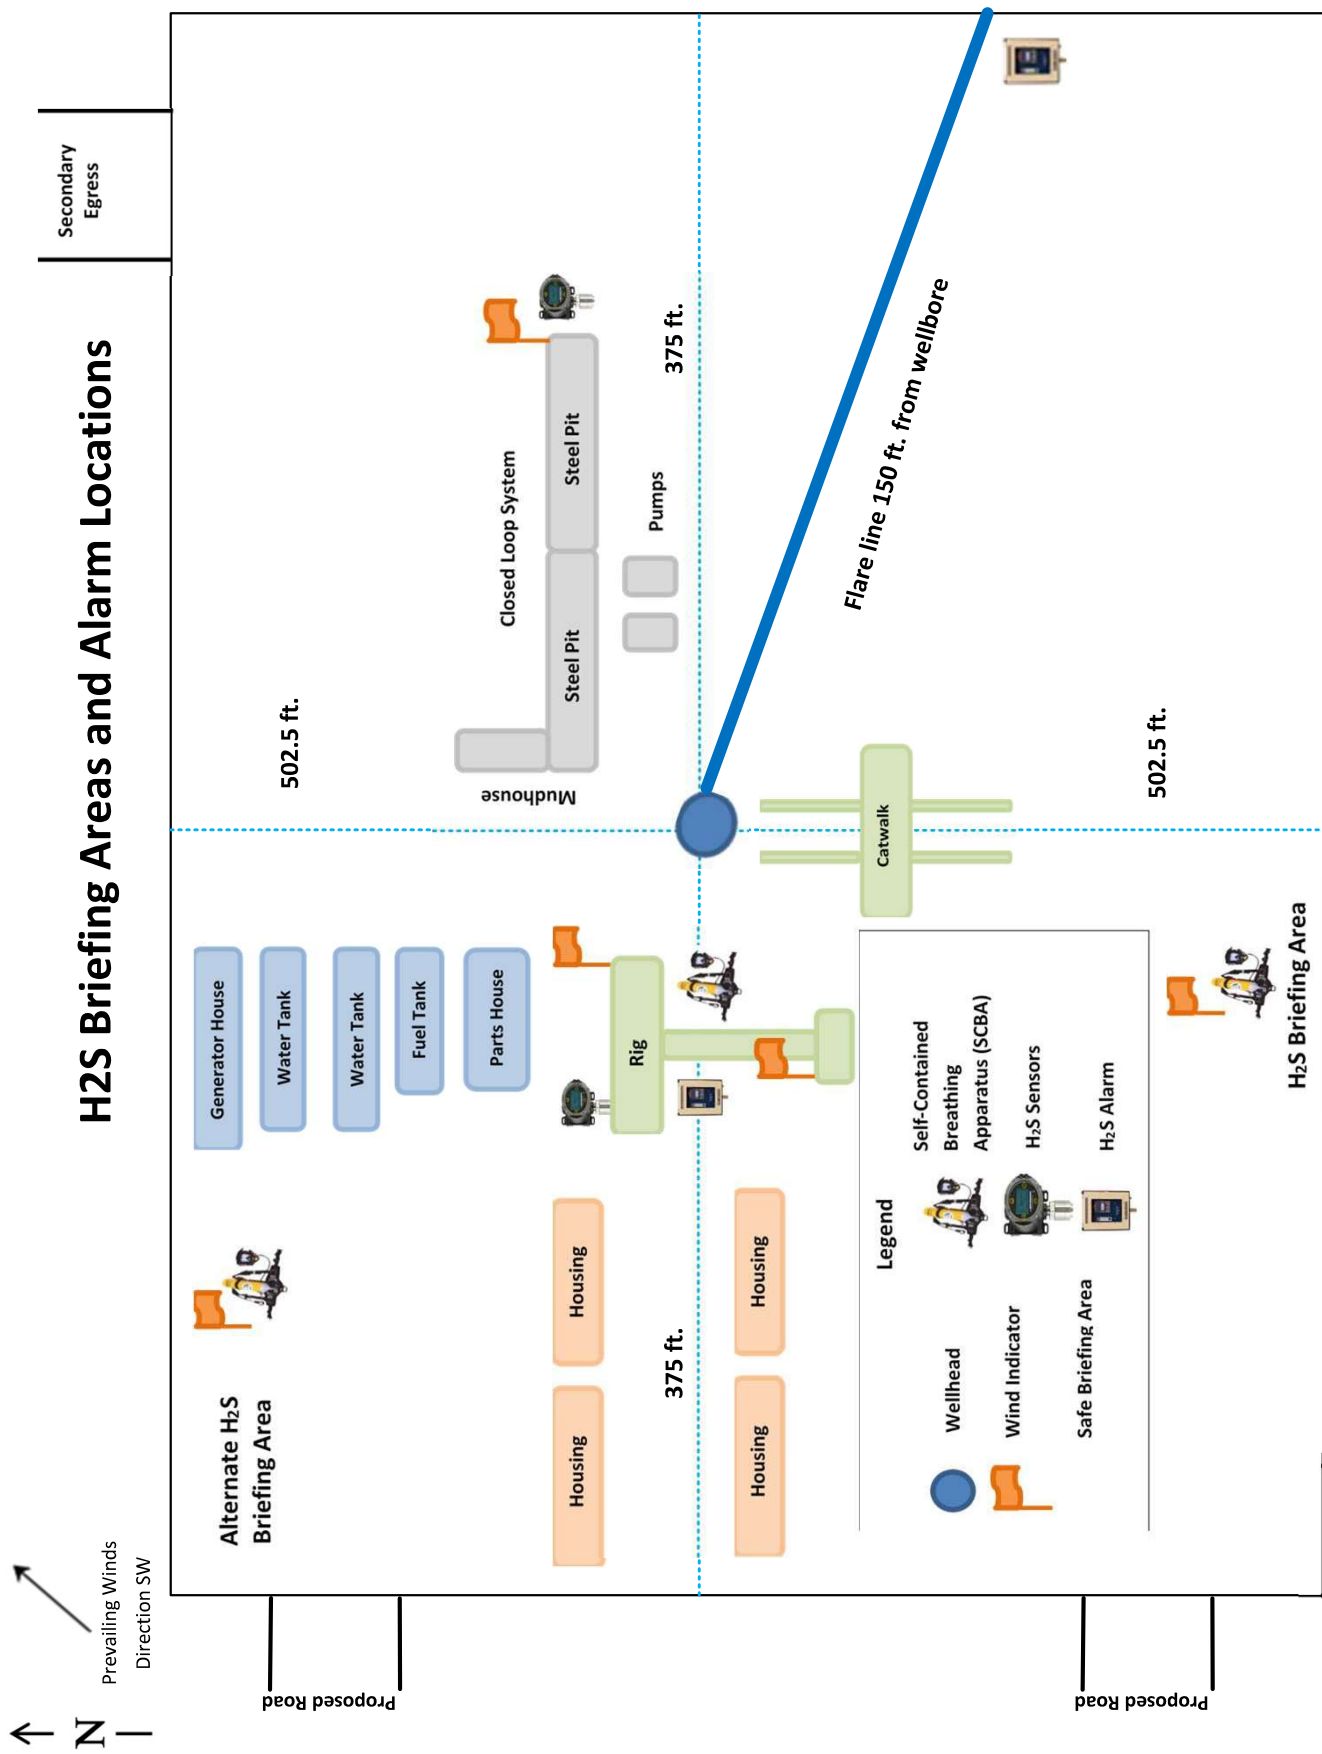 H2S Briefing Areas and Alarm Locations
N
Prevailing Winds
Direction SW
Secondary
Egress
Proposed Road
Proposed Road
Alternate H₂S
Briefing Area
Generator House
Water Tank
Water Tank
Fuel Tank
Parts House
502.5 ft.
Mudhouse
Closed Loop System
Steel Pit
Steel Pit
Pumps
375 ft.
Housing
Housing
Rig
375 ft.
Housing
Housing
Catwalk
Flare line 150 ft. from wellbore
502.5 ft.
Legend
Wellhead
Wind Indicator
Safe Briefing Area
Self-Contained
Breathing
Apparatus (SCBA)
H₂S Sensors
H₂S Alarm
H₂S Briefing Area